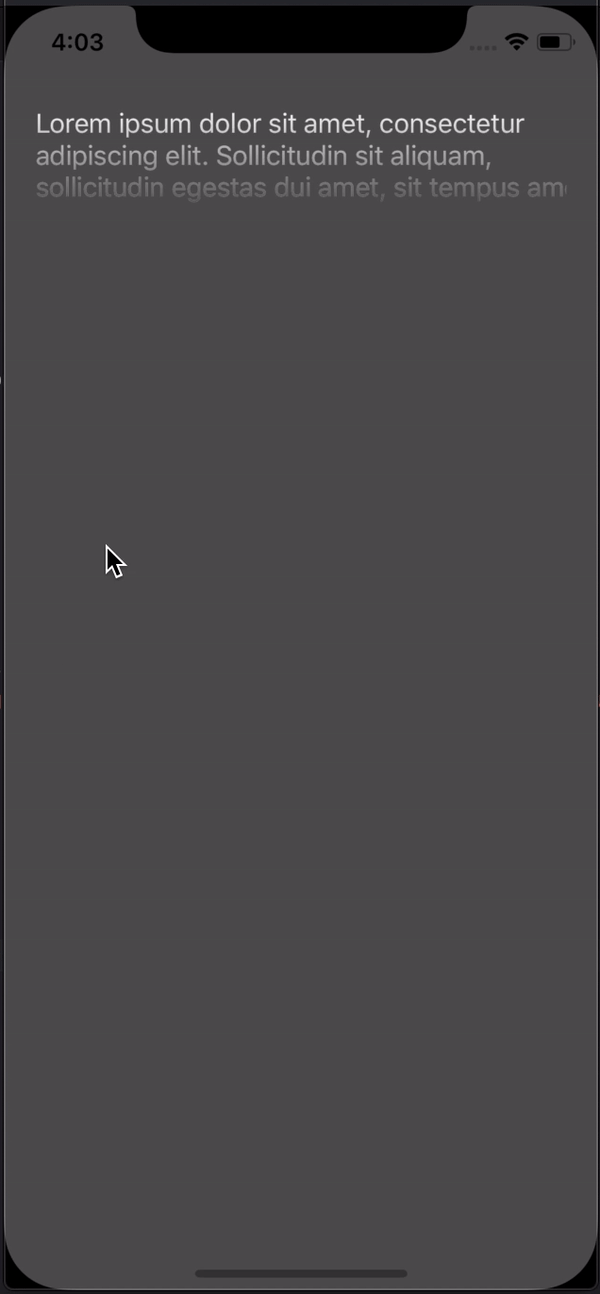 4:03
Lorem ipsum dolor sit amet, consectetur
adipiscing elit. Sollicitudin sit aliquam,
sollicitudin egestas dui amet, sit tempus am